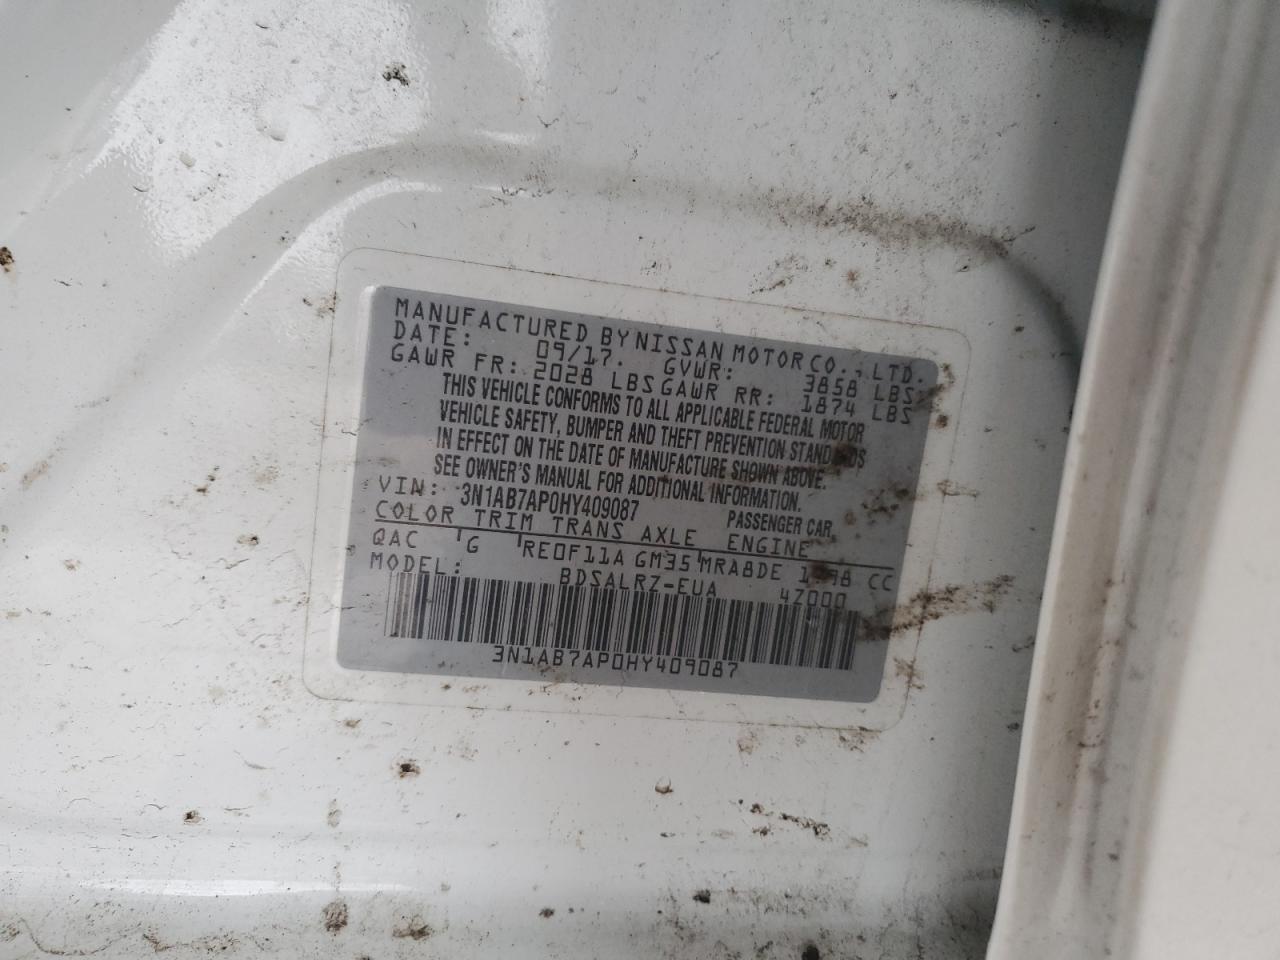 MANUFACTURED BY NISSAN MOTOR CO., LTD.
DATE: 09/17. GVWR: 3858 LBS
GAWR FR: 2028 LBS GAWR RR: 1874 LBS
THIS VEHICLE CONFORMS TO ALL APPLICABLE FEDERAL MOTOR
VEHICLE SAFETY, BUMPER AND THEFT PREVENTION STANDARDS
IN EFFECT ON THE DATE OF MANUFACTURE SHOWN ABOVE.
SEE OWNER'S MANUAL FOR ADDITIONAL INFORMATION.
VIN: 3N1AB7AP0HY409087 PASSENGER CAR.
COLOR TRIM TRANS AXLE ENGINE
QAC G RE0F11A GM35 MRA8DE CC
MODEL: BDSALRZ-EUA 4Z000
3N1AB7AP0HY409087